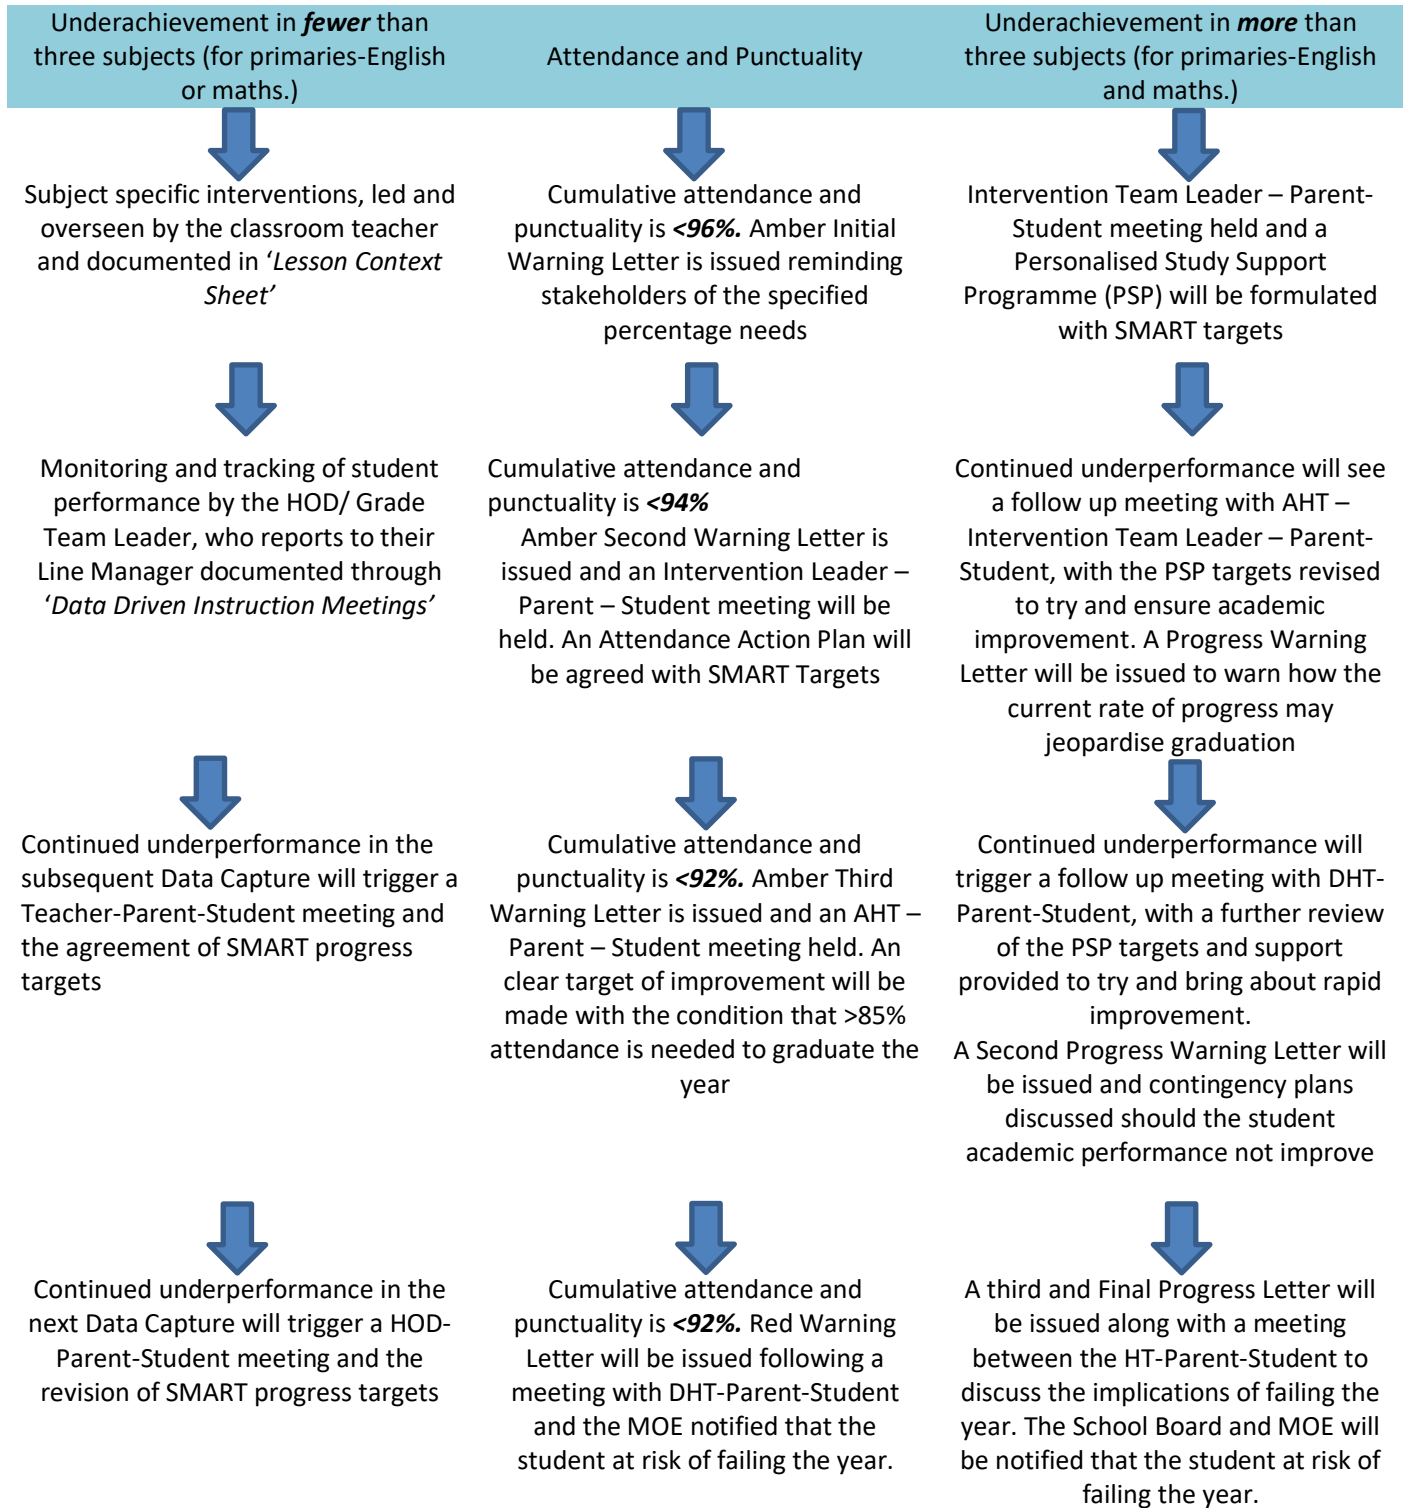 Underachievement in fewer than
three subjects (for primaries-English
or maths.)
Attendance and Punctuality
Underachievement in more than
three subjects (for primaries-English
and maths.)
Subject specific interventions, led and
overseen by the classroom teacher
and documented in ‘Lesson Context
Sheet’
Cumulative attendance and
punctuality is <96%. Amber Initial
Warning Letter is issued reminding
stakeholders of the specified
percentage needs
Intervention Team Leader – Parent-
Student meeting held and a
Personalised Study Support
Programme (PSP) will be formulated
with SMART targets
Monitoring and tracking of student
performance by the HOD/ Grade
Team Leader, who reports to their
Line Manager documented through
‘Data Driven Instruction Meetings’
Cumulative attendance and
punctuality is <94%
Amber Second Warning Letter is
issued and an Intervention Leader –
Parent – Student meeting will be
held. An Attendance Action Plan will
be agreed with SMART Targets
Continued underperformance will see
a follow up meeting with AHT –
Intervention Team Leader – Parent-
Student, with the PSP targets revised
to try and ensure academic
improvement. A Progress Warning
Letter will be issued to warn how the
current rate of progress may
jeopardise graduation
Continued underperformance in the
subsequent Data Capture will trigger a
Teacher-Parent-Student meeting and
the agreement of SMART progress
targets
Cumulative attendance and
punctuality is <92%. Amber Third
Warning Letter is issued and an AHT –
Parent – Student meeting held. An
clear target of improvement will be
made with the condition that >85%
attendance is needed to graduate the
year
Continued underperformance will
trigger a follow up meeting with DHT-
Parent-Student, with a further review
of the PSP targets and support
provided to try and bring about rapid
improvement.
A Second Progress Warning Letter will
be issued and contingency plans
discussed should the student
academic performance not improve
Continued underperformance in the
next Data Capture will trigger a HOD-
Parent-Student meeting and the
revision of SMART progress targets
Cumulative attendance and
punctuality is <92%. Red Warning
Letter will be issued following a
meeting with DHT-Parent-Student
and the MOE notified that the
student at risk of failing the year.
A third and Final Progress Letter will
be issued along with a meeting
between the HT-Parent-Student to
discuss the implications of failing the
year. The School Board and MOE will
be notified that the student at risk of
failing the year.